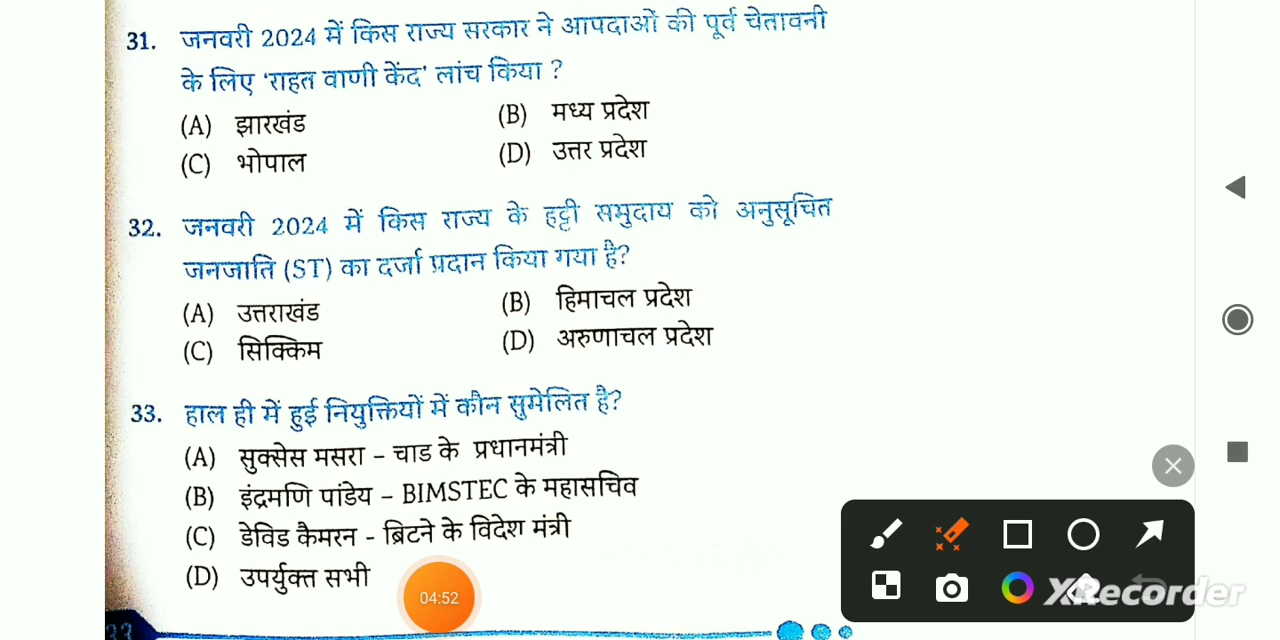 31. जनवरी 2024 में किस राज्य सरकार ने आपदाओं की पूर्व चेतावनी
के लिए 'राहत वाणी केंद' लांच किया ?
(A) झारखंड (B) मध्य प्रदेश
(C) भोपाल (D) उत्तर प्रदेश
32. जनवरी 2024 में किस राज्य के हट्टी समुदाय को अनुसूचित
जनजाति (ST) का दर्जा प्रदान किया गया है?
(A) उत्तराखंड (B) हिमाचल प्रदेश
(C) सिक्किम (D) अरुणाचल प्रदेश
33. हाल ही में हुई नियुक्तियों में कौन सुमेलित है?
(A) सुक्सेस मसरा – चाड के प्रधानमंत्री
(B) इंद्रमणि पांडेय – BIMSTEC के महासचिव
(C) डेविड कैमरन - ब्रिटने के विदेश मंत्री
(D) उपर्युक्त सभी
04:52
XRecorder